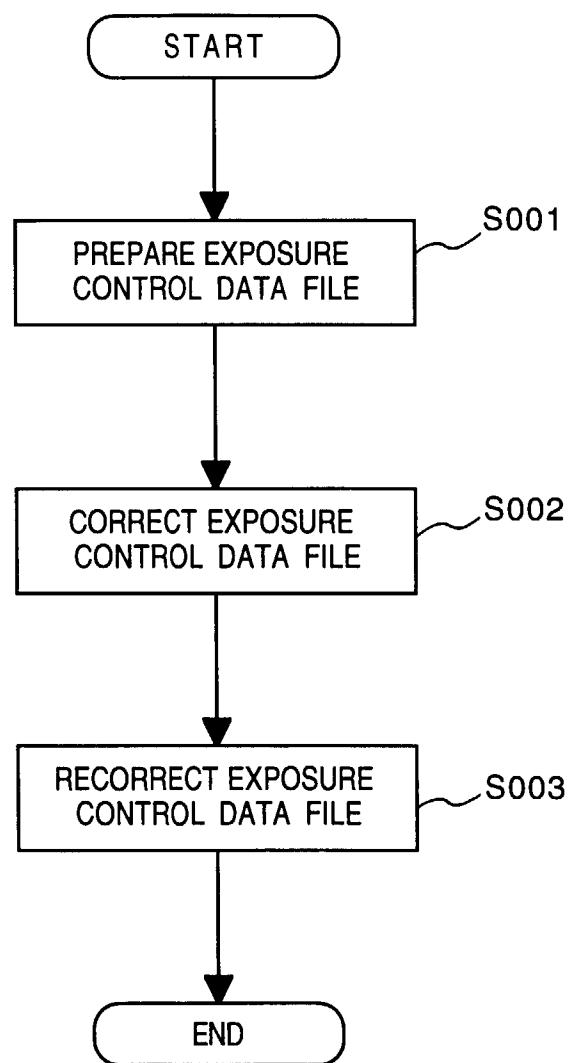 START
PREPARE EXPOSURE
CONTROL DATA FILE
S001
CORRECT EXPOSURE
CONTROL DATA FILE
S002
RECORRECT EXPOSURE
CONTROL DATA FILE
S003
END